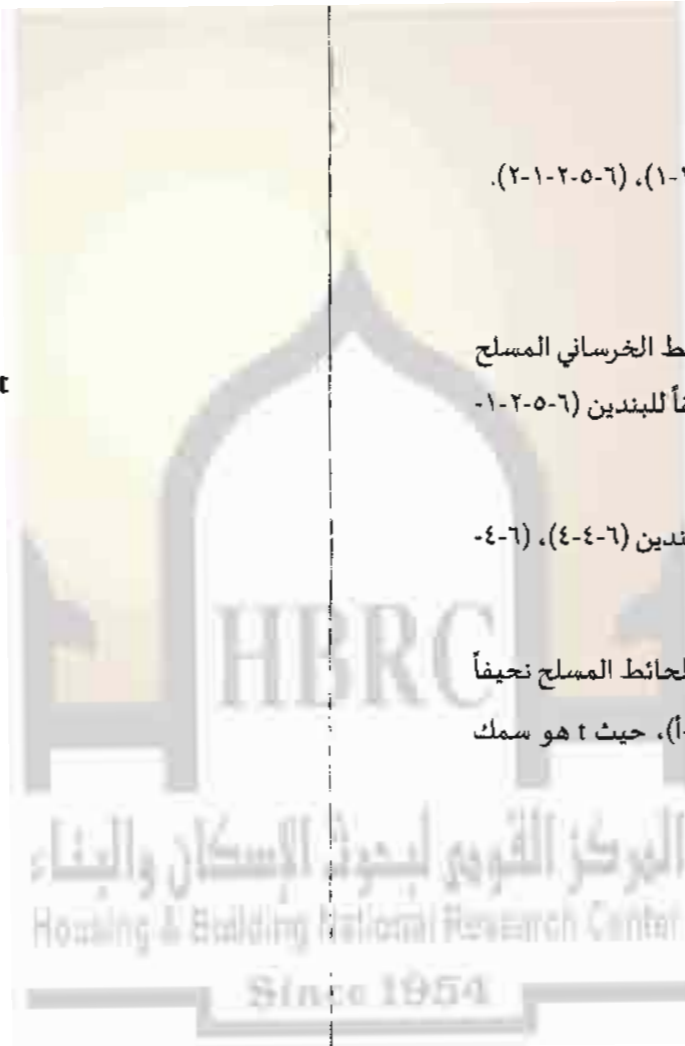 ١)، (٦-٥-٢-١-٢).
ط الخرساني المسلح
t
اً للبندين (٦-٥-٢-١-
ندين (٦-٤-٤)، (٦-٤-
HBRC
لحائط المسلح نحيفاً
أ)، حيث t هو سمك
المركز القومي لبحوث الإسكان والبناء
Housing & Building National Research Center
Since 1954